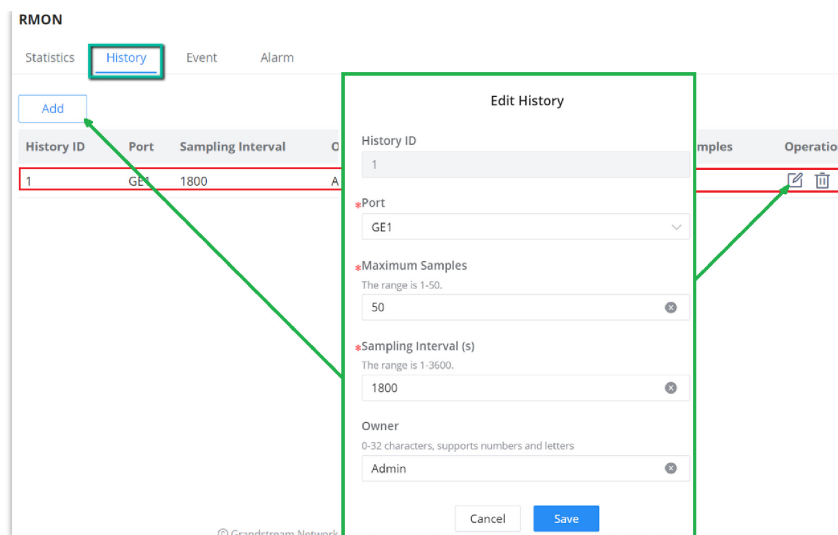 RMON
Statistics History Event Alarm
Add
History ID Port Sampling Interval O mples Operatio
1 GE1 1800 A
Edit History
History ID
1
*Port
GE1
*Maximum Samples
The range is 1-50.
50
*Sampling Interval (s)
The range is 1-3600.
1800
Owner
0-32 characters, supports numbers and letters
Admin
Cancel Save
© Grandstream Network